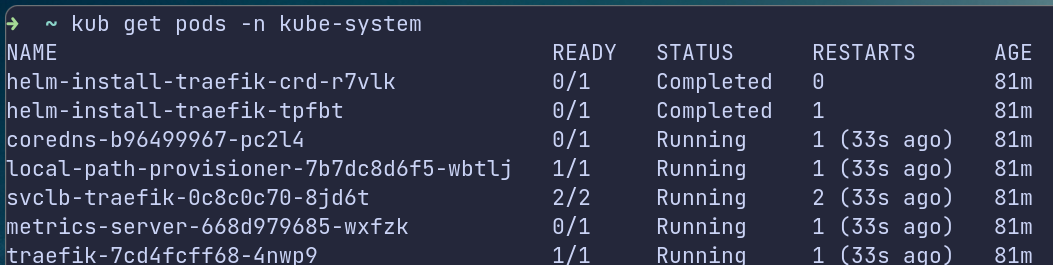 ➜ ~ kub get pods -n kube-system
NAME READY STATUS RESTARTS AGE
helm-install-traefik-crd-r7vlk 0/1 Completed 0 81m
helm-install-traefik-tpfbt 0/1 Completed 1 81m
coredns-b96499967-pc2l4 0/1 Running 1 (33s ago) 81m
local-path-provisioner-7b7dc8d6f5-wbtlj 1/1 Running 1 (33s ago) 81m
svclb-traefik-0c8c0c70-8jd6t 2/2 Running 2 (33s ago) 81m
metrics-server-668d979685-wxfzk 0/1 Running 1 (33s ago) 81m
traefik-7cd4fcff68-4nwp9 1/1 Running 1 (33s ago) 81m